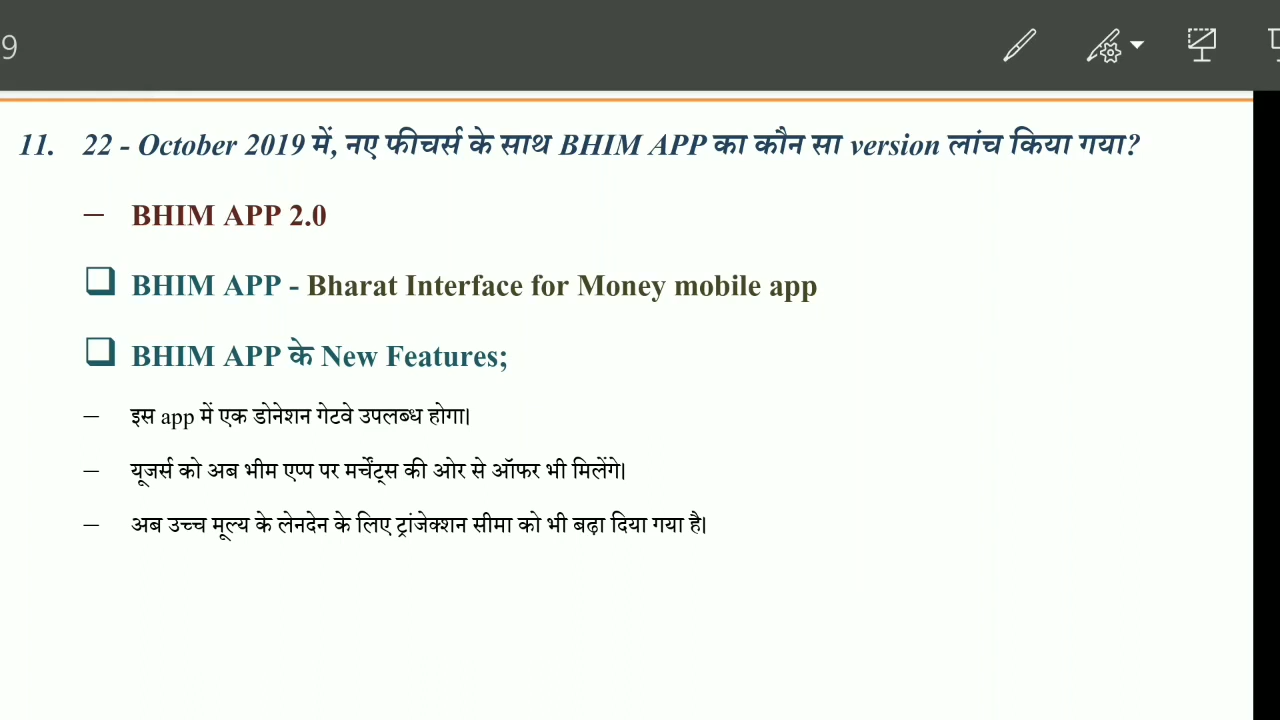 9
11. 22 - October 2019 में, नए फीचर्स के साथ BHIM APP का कौन सा version लांच किया गया?
– BHIM APP 2.0
❑ BHIM APP - Bharat Interface for Money mobile app
❑ BHIM APP के New Features;
– इस app में एक डोनेशन गेटवे उपलब्ध होगा।
– यूजर्स को अब भीम एप्प पर मर्चेंट्स की ओर से ऑफर भी मिलेंगे।
– अब उच्च मूल्य के लेनदेन के लिए ट्रांजेक्शन सीमा को भी बढ़ा दिया गया है।